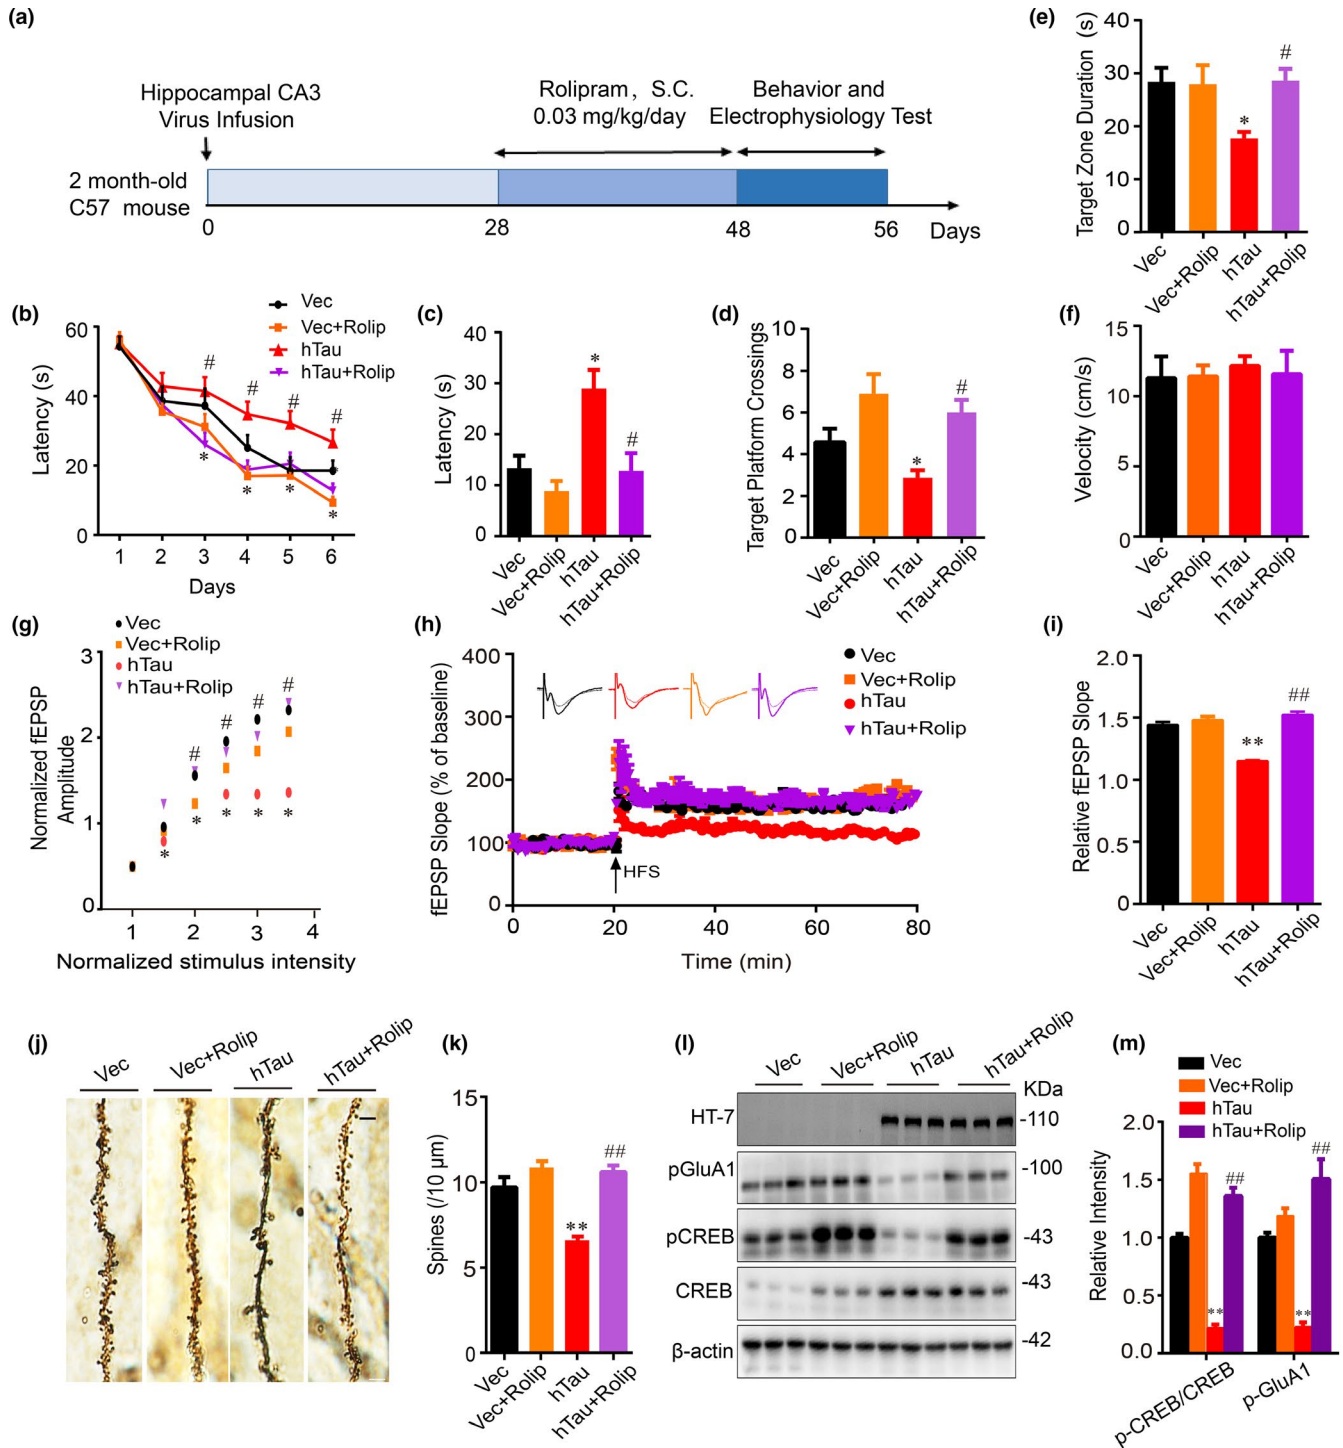 (a)
Hippocampal CA3
Virus Infusion
Rolipram, S.C.
0.03 mg/kg/day
Behavior and
Electrophysiology Test
2 month-old
C57 mouse
0
28
48
56
Days
(e)
Target Zone Duration (s)
40
30
20
10
0
*
#
Vec
Vec+Rolip
hTau
hTau+Rolip
(b)
Latency (s)
60
40
20
0
1
2
3
4
5
6
Days
Vec
Vec+Rolip
hTau
hTau+Rolip
#
#
#
#
*
*
*
*
*
(c)
Latency (s)
40
30
20
10
0
*
#
Vec
Vec+Rolip
hTau
hTau+Rolip
(d)
Target Platform Crossings
10
8
6
4
2
0
*
#
Vec
Vec+Rolip
hTau
hTau+Rolip
(f)
Velocity (cm/s)
15
10
5
0
Vec
Vec+Rolip
hTau
hTau+Rolip
(g)
Vec
Vec+Rolip
hTau
hTau+Rolip
Normalized fEPSP
Amplitude
3
2
1
0
#
#
#
#
*
*
*
*
*
1
2
3
4
Normalized stimulus intensity
(h)
fEPSP Slope (% of baseline)
400
300
200
100
0
Vec
Vec+Rolip
hTau
hTau+Rolip
HFS
0
20
40
60
80
Time (min)
(i)
Relative fEPSP Slope
2.0
1.5
1.0
0.5
0.0
**
##
Vec
Vec+Rolip
hTau
hTau+Rolip
(j)
Vec
Vec+Rolip
hTau
hTau+Rolip
(k)
Spines (/10 μm)
15
10
5
0
**
##
Vec
Vec+Rolip
hTau
hTau+Rolip
(l)
Vec
Vec+Rolip
hTau
hTau+Rolip
KDa
HT-7
-110
pGluA1
-100
pCREB
-43
CREB
-43
β-actin
-42
(m)
Vec
Vec+Rolip
hTau
hTau+Rolip
Relative Intensity
2.0
1.5
1.0
0.5
0.0
**
##
**
##
p-CREB/CREB
p-GluA1